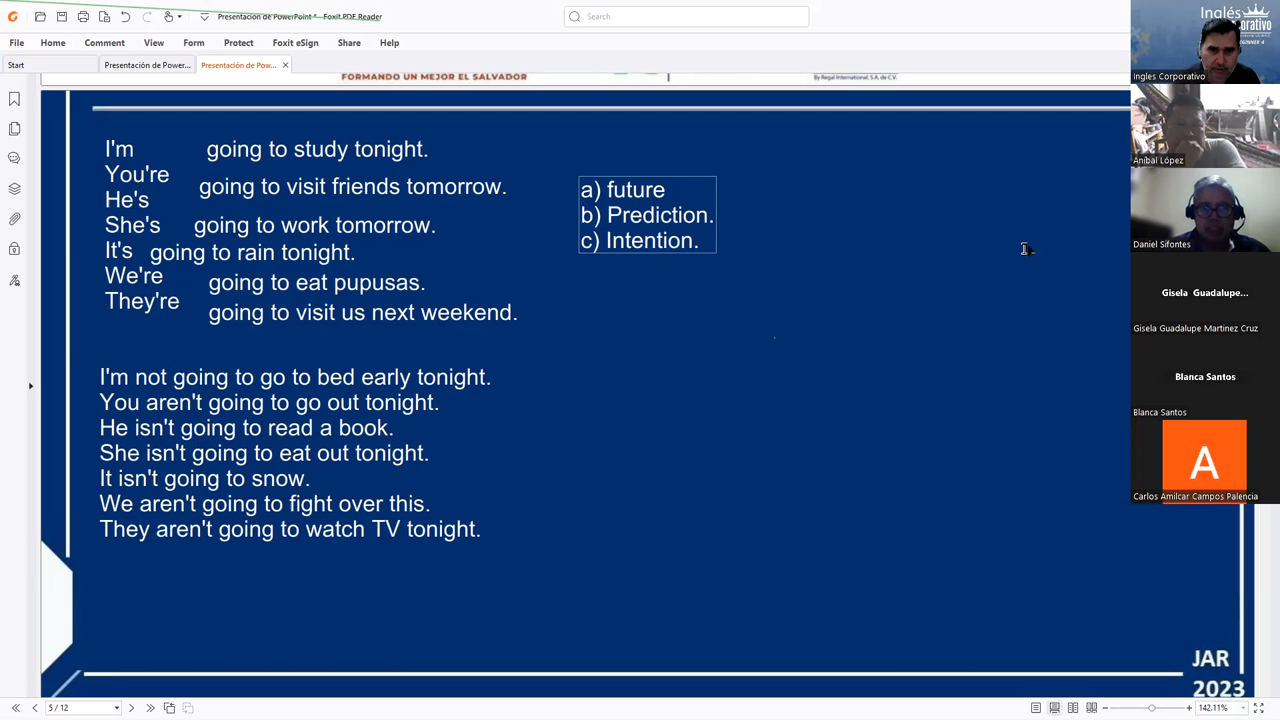 Presentación de PowerPoint * - Foxit PDF Reader
Search
File Home Comment View Form Protect Foxit eSign Share Help
Start Presentación de Power... Presentación de Pow...
FORMANDO UN MEJOR EL SALVADOR
By Regal International, S.A. de C.V.
I'm going to study tonight.
You're going to visit friends tomorrow.
He's
She's going to work tomorrow.
It's going to rain tonight.
We're going to eat pupusas.
They're going to visit us next weekend.
a) future
b) Prediction.
c) Intention.
I'm not going to go to bed early tonight.
You aren't going to go out tonight.
He isn't going to read a book.
She isn't going to eat out tonight.
It isn't going to snow.
We aren't going to fight over this.
They aren't going to watch TV tonight.
JAR
2023
5 / 12
142.11%
Inglés
Ingles Corporativo
Aníbal López
Daniel Sifontes
Gisela Guadalupe...
Gisela Guadalupe Martinez Cruz
Blanca Santos
Blanca Santos
A
Carlos Amilcar Campos Palencia